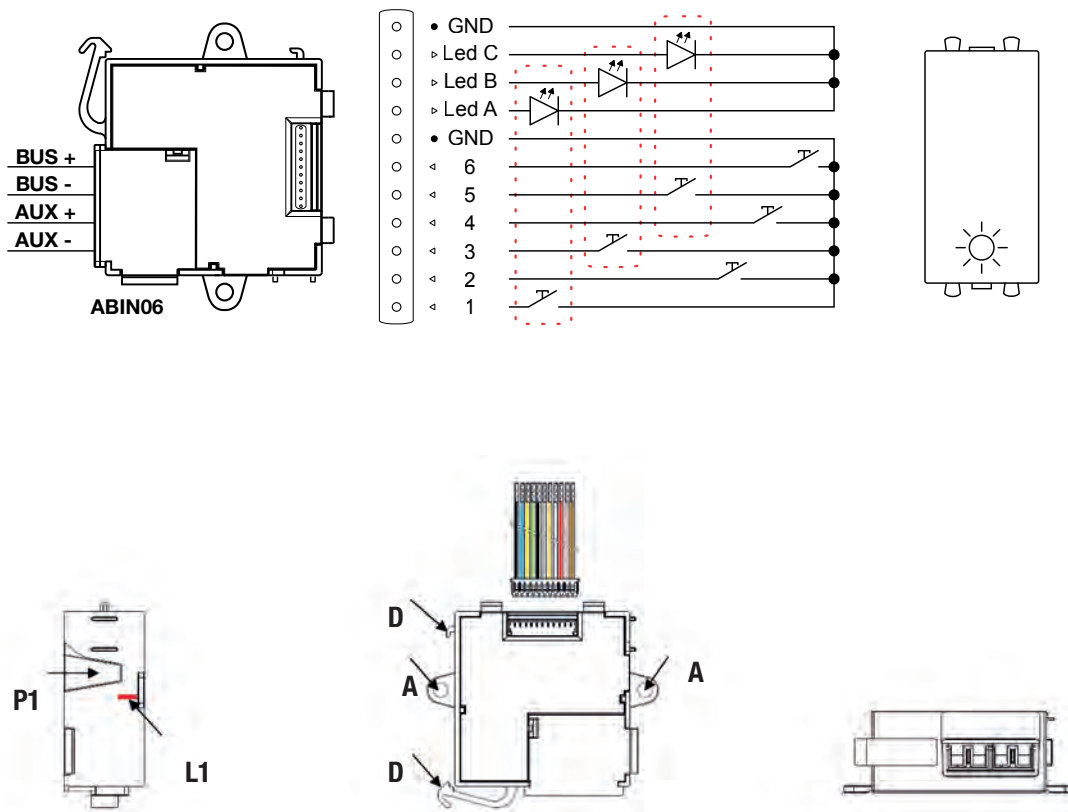 GND
Led C
Led B
Led A
GND
6
5
4
3
2
1
BUS +
BUS -
AUX +
AUX -
ABIN06
D
A
A
P1
L1
D